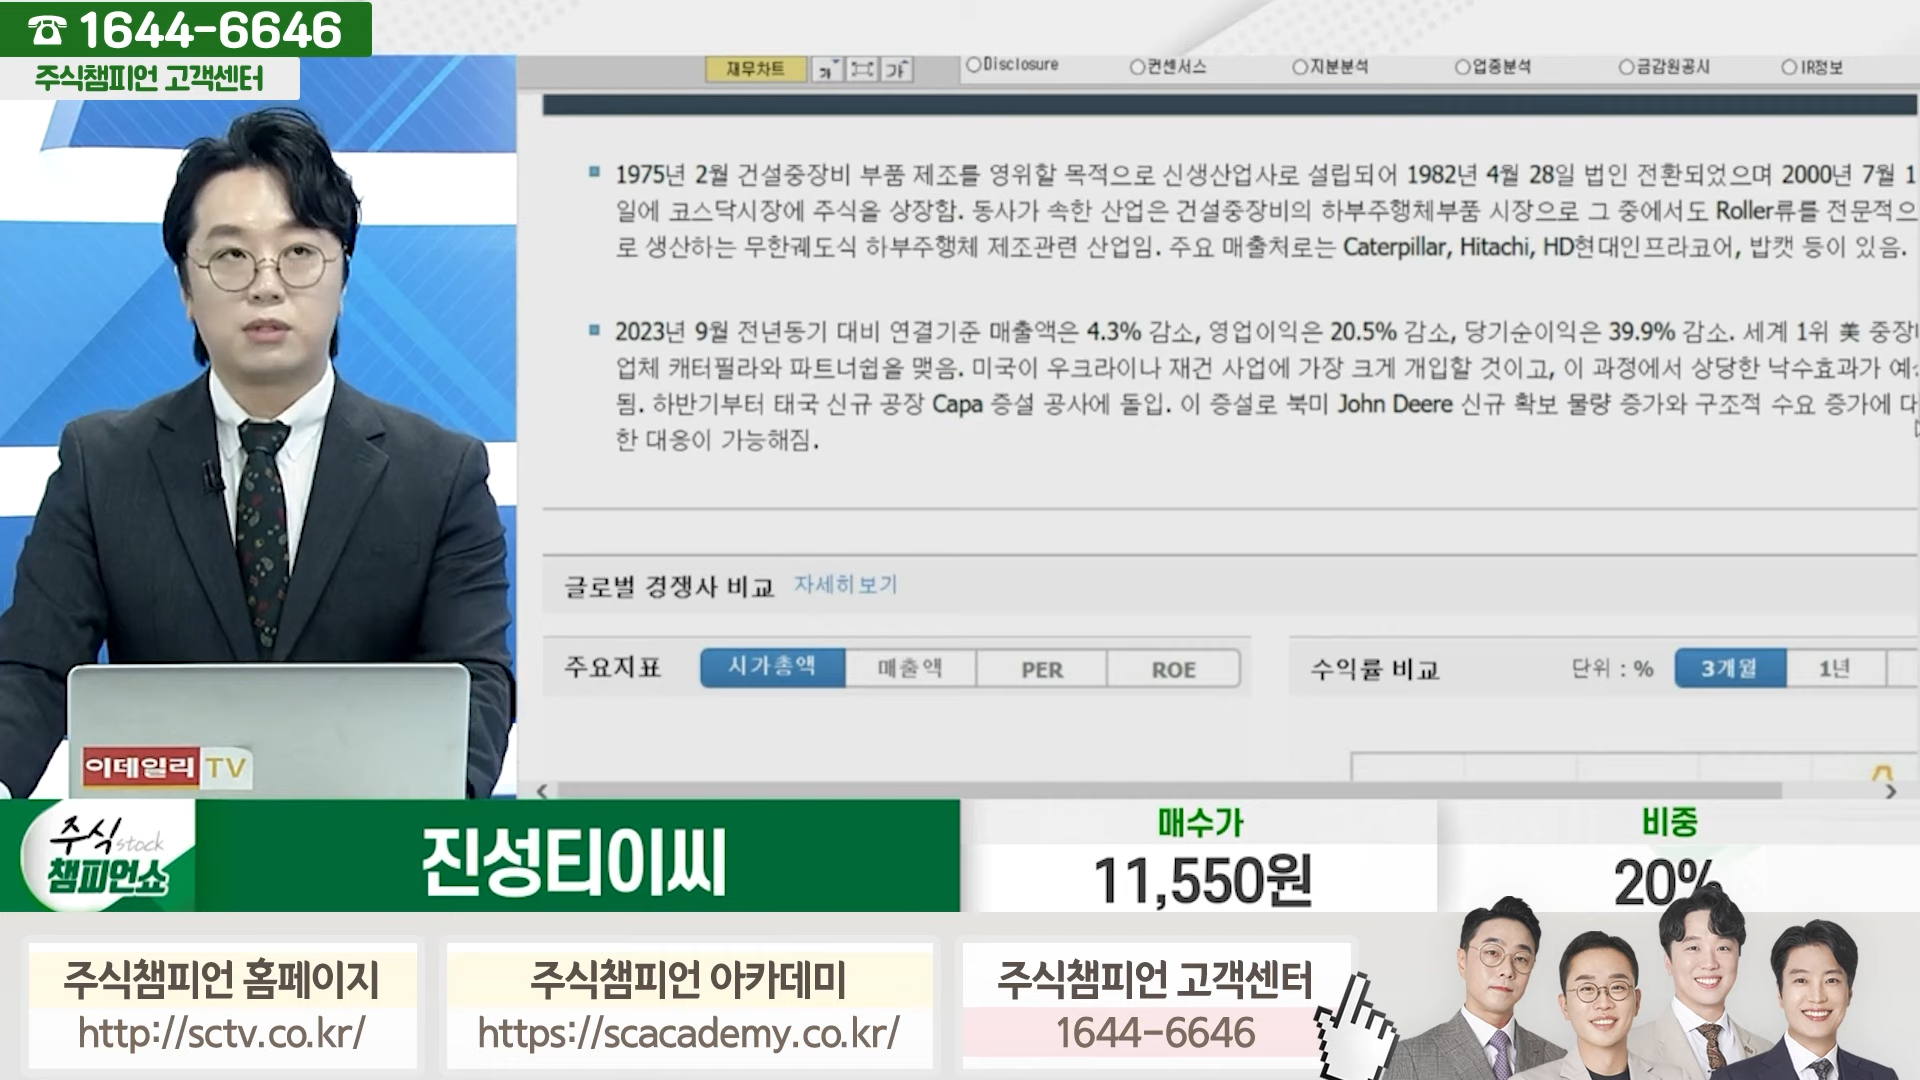 ☎ 1644-6646
주식챔피언 고객센터
재무차트 가 가 Disclosure 컨센서스 지분분석 업종분석 금감원공시 IR정보
1975년 2월 건설중장비 부품 제조를 영위할 목적으로 신생산업사로 설립되어 1982년 4월 28일 법인 전환되었으며 2000년 7월 1
일에 코스닥시장에 주식을 상장함. 동사가 속한 산업은 건설중장비의 하부주행체부품 시장으로 그 중에서도 Roller류를 전문적으
로 생산하는 무한궤도식 하부주행체 제조관련 산업임. 주요 매출처로는 Caterpillar, Hitachi, HD현대인프라코어, 밥캣 등이 있음.
2023년 9월 전년동기 대비 연결기준 매출액은 4.3% 감소, 영업이익은 20.5% 감소, 당기순이익은 39.9% 감소. 세계 1위 美 중장
업체 캐터필라와 파트너쉽을 맺음. 미국이 우크라이나 재건 사업에 가장 크게 개입할 것이고, 이 과정에서 상당한 낙수효과가 예
됨. 하반기부터 태국 신규 공장 Capa 증설 공사에 돌입. 이 증설로 북미 John Deere 신규 확보 물량 증가와 구조적 수요 증가에 대
한 대응이 가능해짐.
글로벌 경쟁사 비교 자세히보기
주요지표 시가총액 매출액 PER ROE 수익률 비교 단위 : % 3개월 1년
이데일리 TV
주식 stock
챔피언쇼
진성티이씨
매수가
11,550원
비중
20%
주식챔피언 홈페이지
http://sctv.co.kr/
주식챔피언 아카데미
https://scacademy.co.kr/
주식챔피언 고객센터
1644-6646